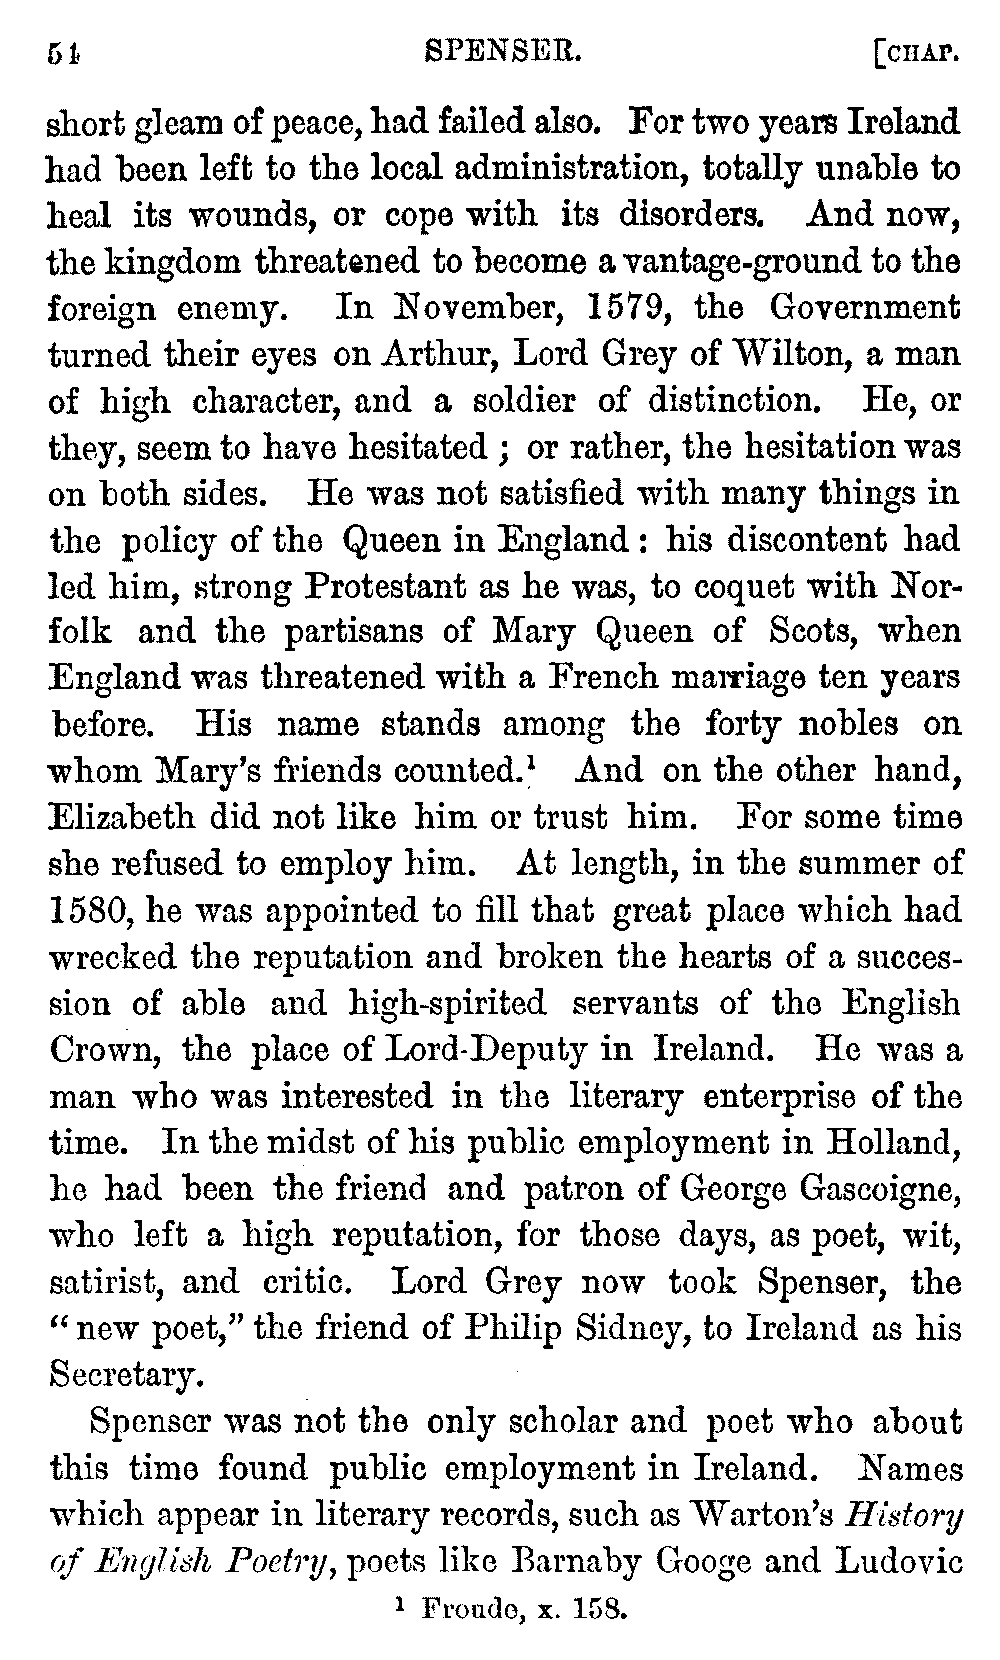 54 SPENSER. [CHAP.
short gleam of peace, had failed also. For two years Ireland
had been left to the local administration, totally unable to
heal its wounds, or cope with its disorders. And now,
the kingdom threatened to become a vantage-ground to the
foreign enemy. In November, 1579, the Government
turned their eyes on Arthur, Lord Grey of Wilton, a man
of high character, and a soldier of distinction. He, or
they, seem to have hesitated ; or rather, the hesitation was
on both sides. He was not satisfied with many things in
the policy of the Queen in England : his discontent had
led him, strong Protestant as he was, to coquet with Nor-
folk and the partisans of Mary Queen of Scots, when
England was threatened with a French marriage ten years
before. His name stands among the forty nobles on
whom Mary's friends counted.¹ And on the other hand,
Elizabeth did not like him or trust him. For some time
she refused to employ him. At length, in the summer of
1580, he was appointed to fill that great place which had
wrecked the reputation and broken the hearts of a succes-
sion of able and high-spirited servants of the English
Crown, the place of Lord-Deputy in Ireland. He was a
man who was interested in the literary enterprise of the
time. In the midst of his public employment in Holland,
he had been the friend and patron of George Gascoigne,
who left a high reputation, for those days, as poet, wit,
satirist, and critic. Lord Grey now took Spenser, the
“ new poet,” the friend of Philip Sidney, to Ireland as his
Secretary.
Spenser was not the only scholar and poet who about
this time found public employment in Ireland. Names
which appear in literary records, such as Warton's History
of English Poetry, poets like Barnaby Googe and Ludovic
¹ Froude, x. 158.